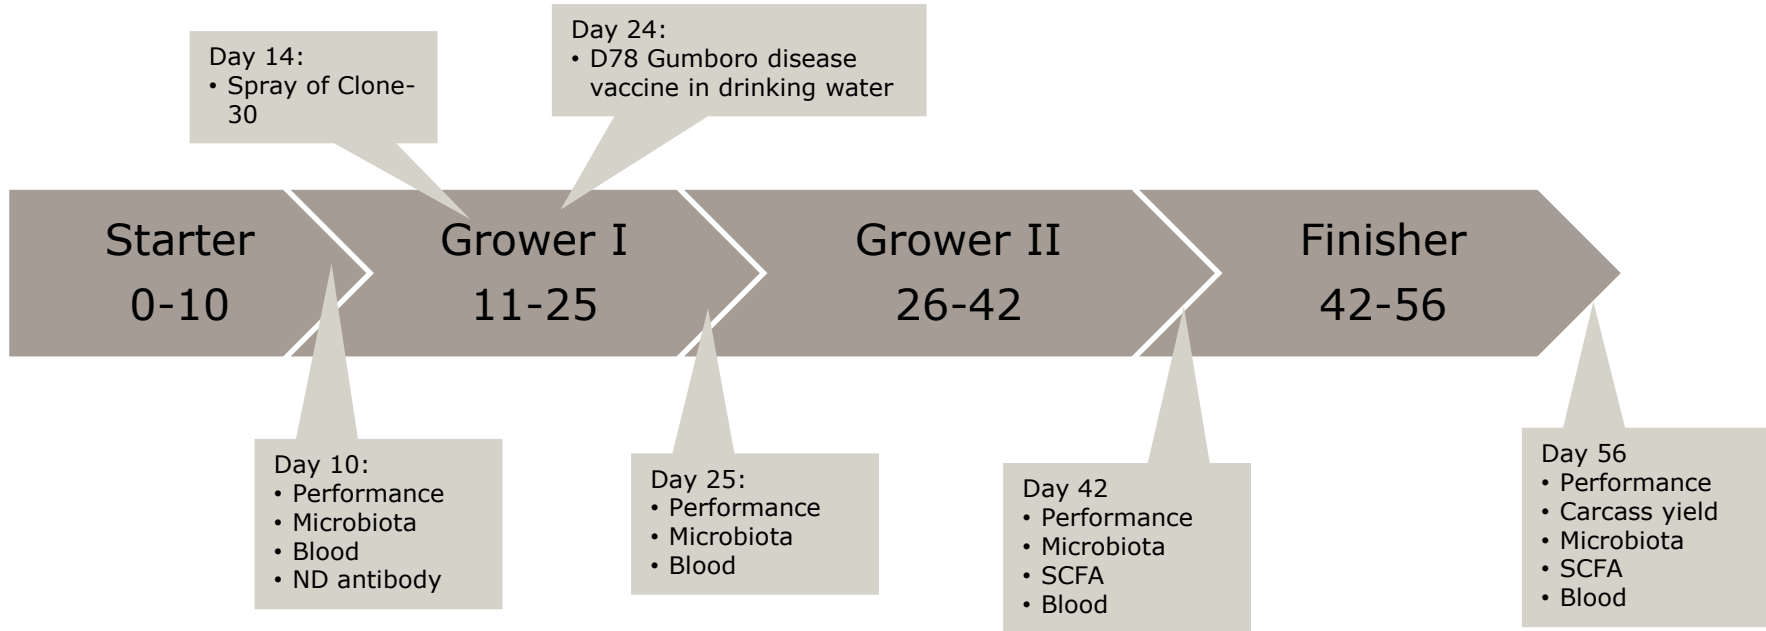 Day 14:
• Spray of Clone-
30
Day 24:
• D78 Gumboro disease
vaccine in drinking water
Starter
0-10
Grower I
11-25
Grower II
26-42
Finisher
42-56
Day 10:
• Performance
• Microbiota
• Blood
• ND antibody
Day 25:
• Performance
• Microbiota
• Blood
Day 42
• Performance
• Microbiota
• SCFA
• Blood
Day 56
• Performance
• Carcass yield
• Microbiota
• SCFA
• Blood